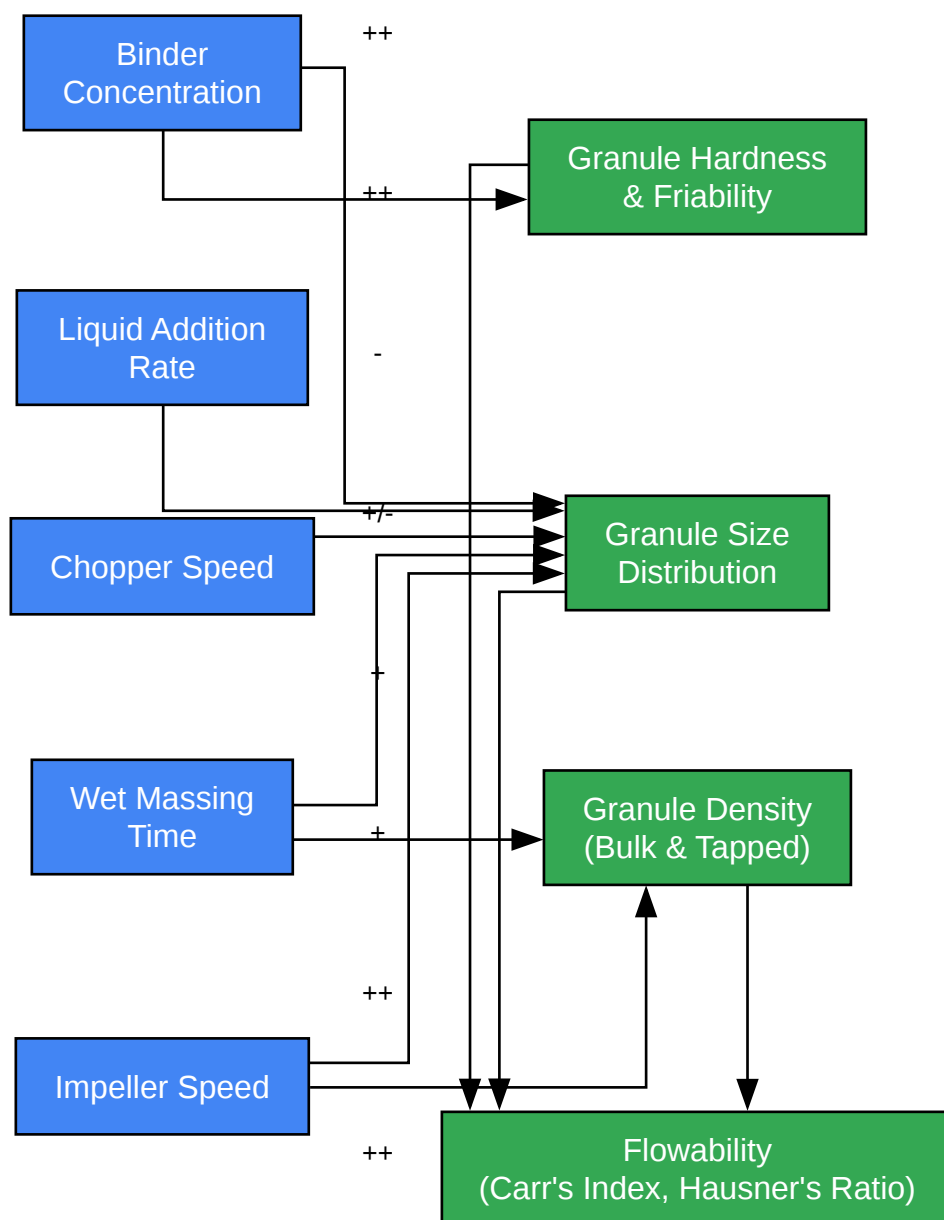 ++
Binder
Concentration
Granule Hardness
& Friability
++
Liquid Addition
Rate
-
+/-
Granule Size
Distribution
Chopper Speed
+
Wet Massing
Time
+
Granule Density
(Bulk & Tapped)
++
Impeller Speed
++
Flowability
(Carr's Index, Hausner's Ratio)